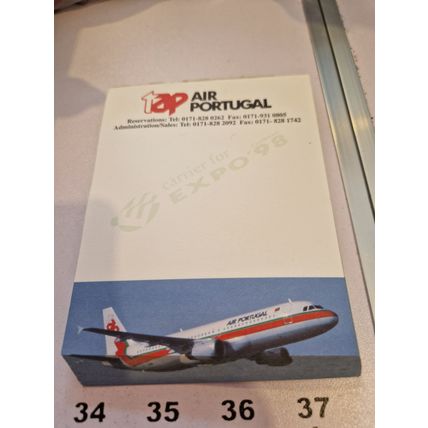 tap AIR
PORTUGAL
Reservations: Tel: 0171-828 0262 Fax: 0171-931 0805
Administration/Sales: Tel: 0171-828 2092 Fax: 0171- 828 1742
carrier for
EXPO'98
AIR PORTUGAL
34 35 36 37